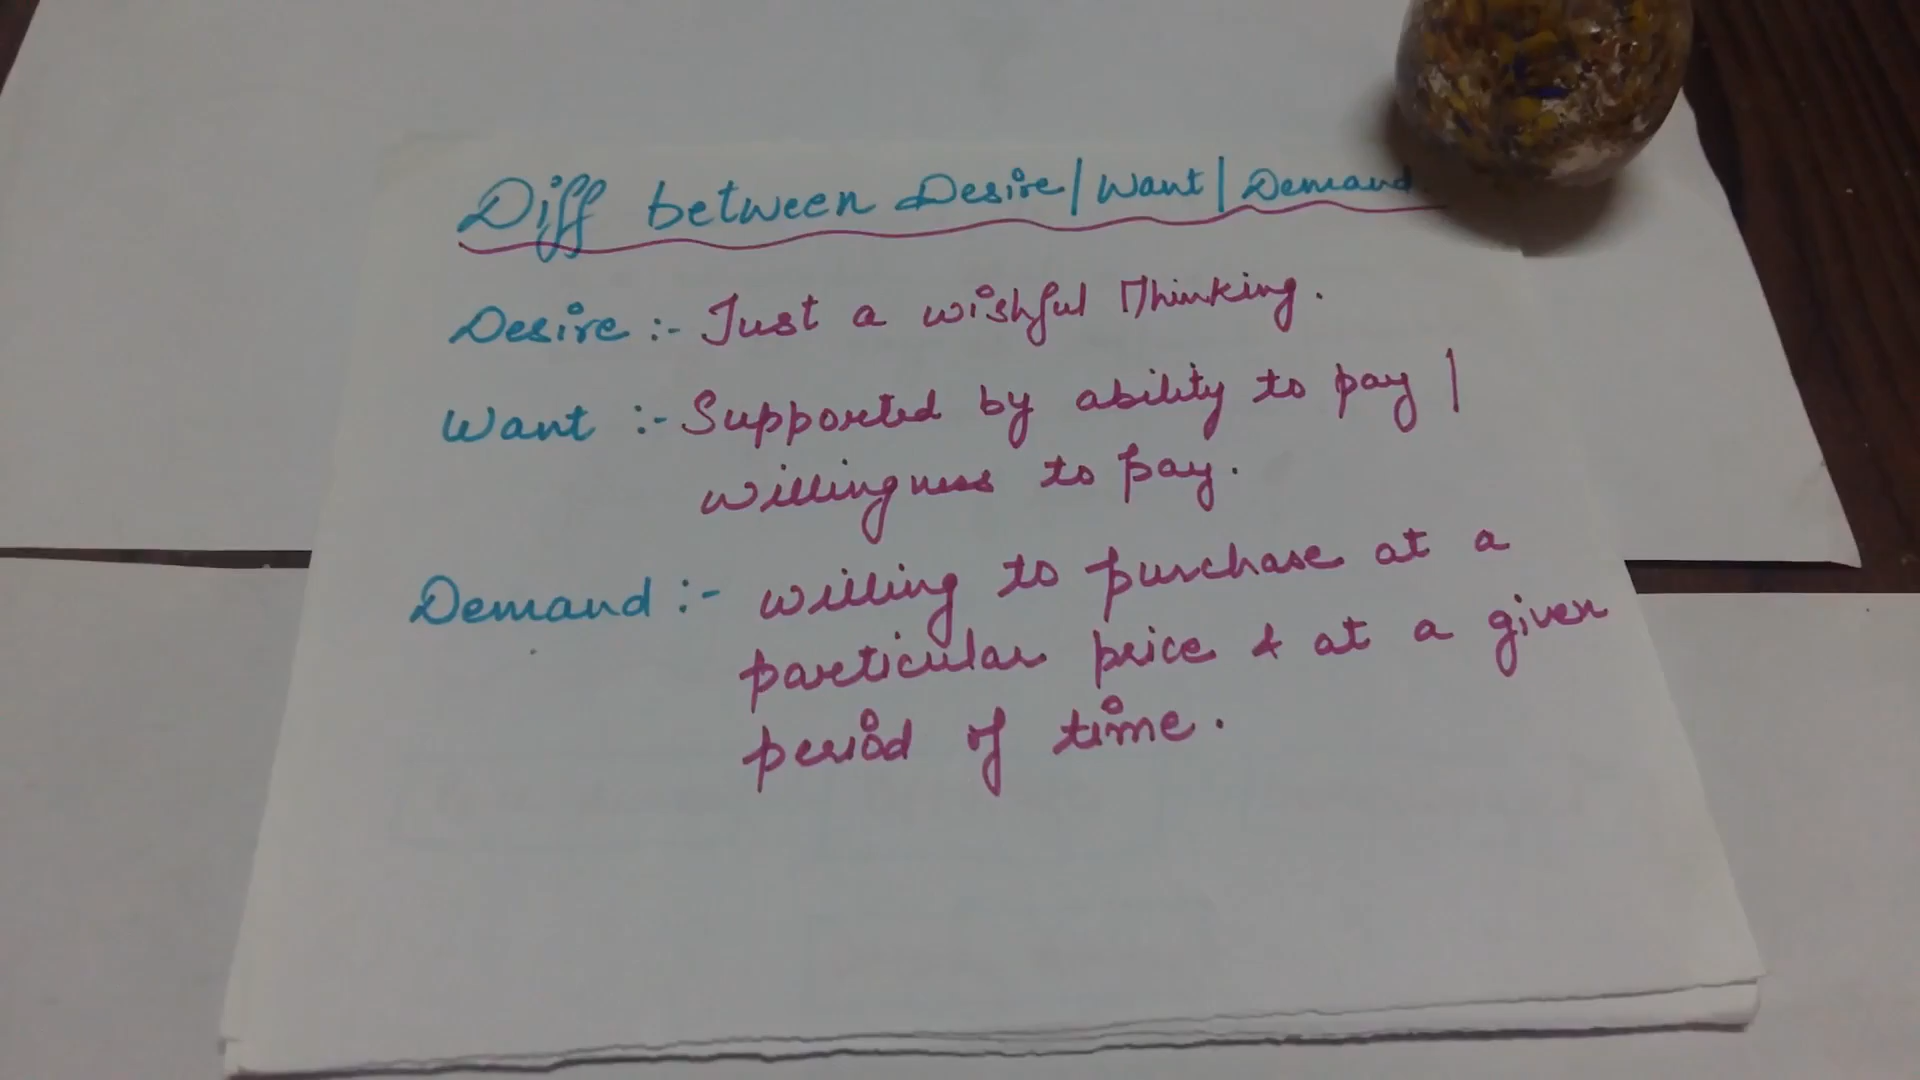 Diff between Desire/Want/Demand
Desire :- Just a wishful Thinking.
Want :- Supported by ability to pay /
willingness to pay.
Demand :- willing to purchase at a
particular price & at a given
period of time.